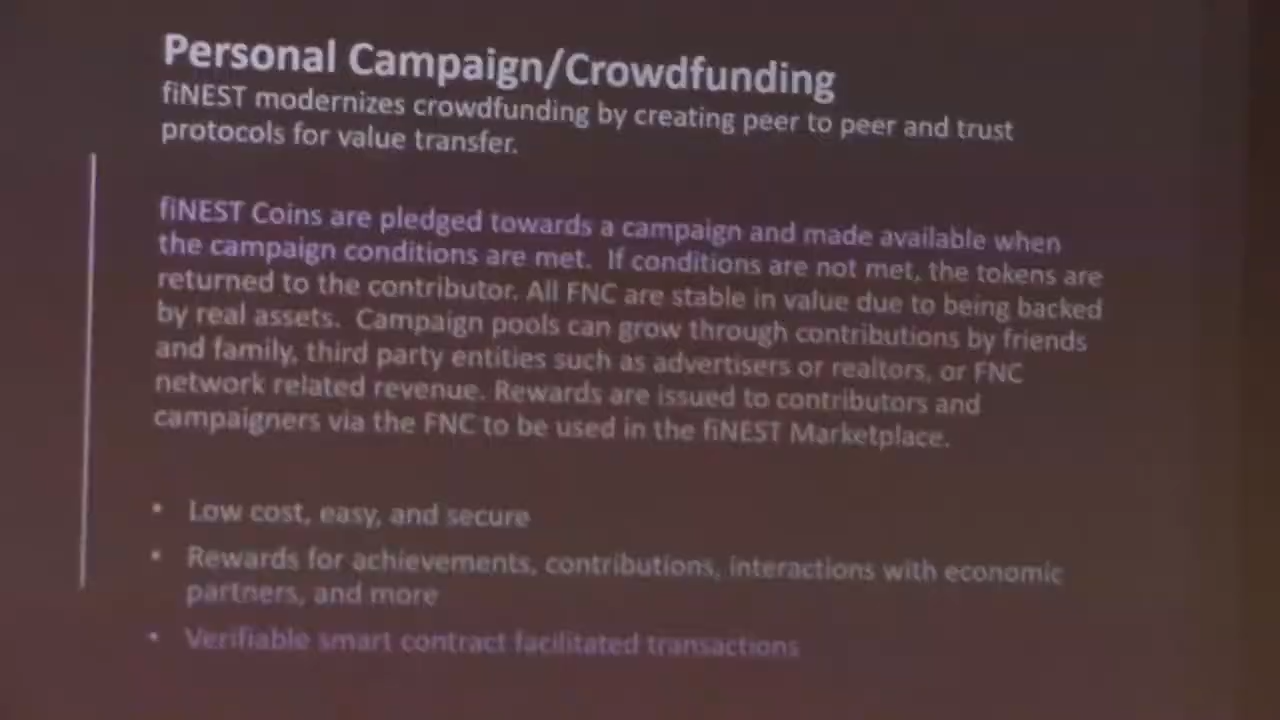 Personal Campaign/Crowdfunding
fiNEST modernizes crowdfunding by creating peer to peer and trust
protocols for value transfer.
fiNEST Coins are pledged towards a campaign and made available when
the campaign conditions are met.  If conditions are not met, the tokens are
returned to the contributor. All FNC are stable in value due to being backed
by real assets.  Campaign pools can grow through contributions by friends
and family, third party entities such as advertisers or realtors, or FNC
network related revenue. Rewards are issued to contributors and
campaigners via the FNC to be used in the fiNEST Marketplace.
• Low cost, easy, and secure
• Rewards for achievements, contributions, interactions with economic
partners, and more
• Verifiable smart contract facilitated transactions